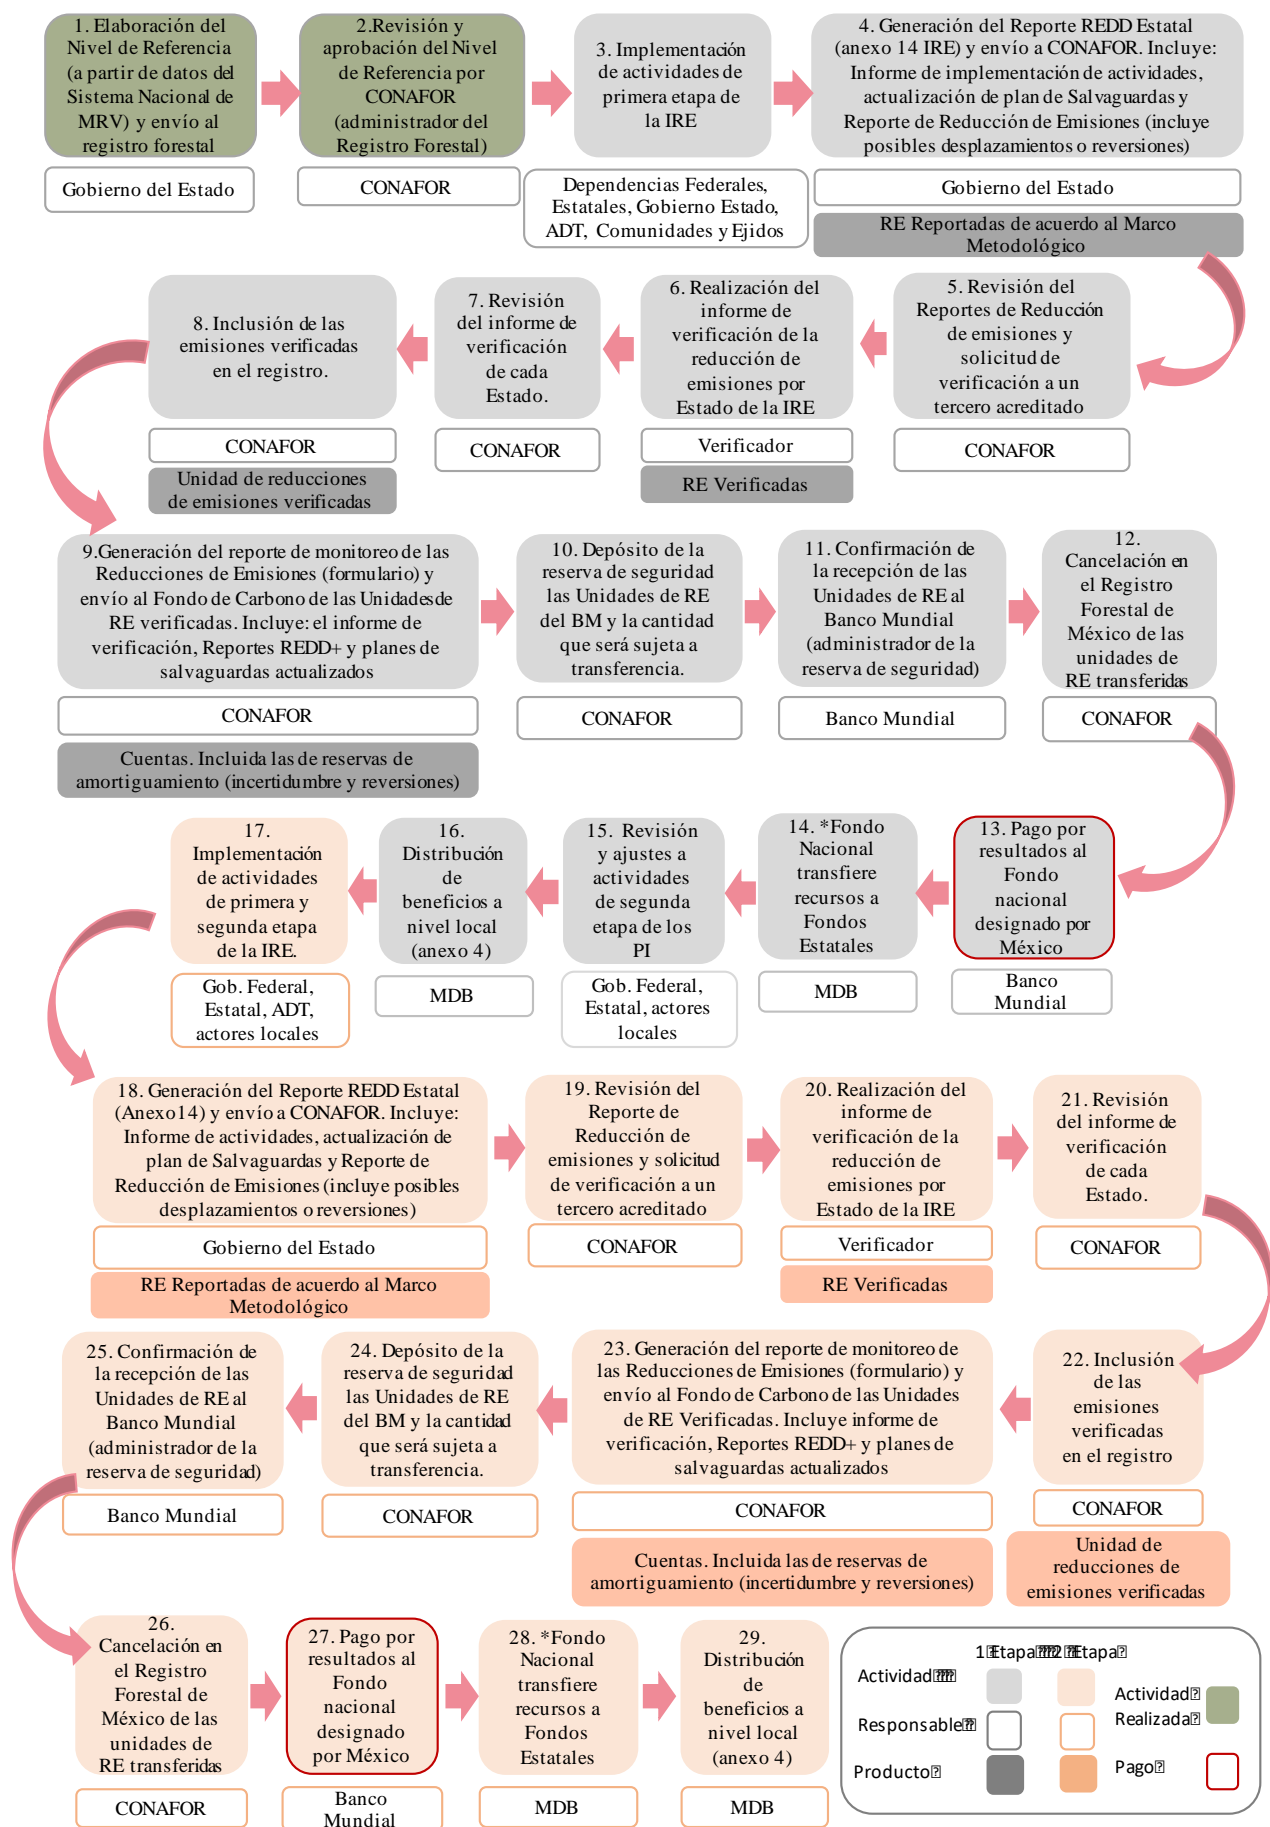 1. Elaboración del
Nivel de Referencia
(a partir de datos del
Sistema Nacional de
MRV) y envío al
registro forestal
Gobierno del Estado
2.Revisión y
aprobación del Nivel
de Referencia por
CONAFOR
(administrador del
Registro Forestal)
CONAFOR
3. Implementación
de actividades de
primera etapa de
la IRE
Dependencias Federales,
Estatales, Gobierno Estado,
ADT, Comunidades y Ejidos
4. Generación del Reporte REDD Estatal
(anexo 14 IRE) y envío a CONAFOR. Incluye:
Informe de implementación de actividades,
actualización de plan de Salvaguardas y
Reporte de Reducción de Emisiones (incluye
posibles desplazamientos o reversiones)
Gobierno del Estado
RE Reportadas de acuerdo al Marco
Metodológico
5. Revisión del
Reportes de Reducción
de emisiones y
solicitud de
verificación a un
tercero acreditado
CONAFOR
6. Realización del
informe de
verificación de la
reducción de
emisiones por
Estado de la IRE
Verificador
RE Verificadas
7. Revisión
del informe de
verificación
de cada
Estado.
CONAFOR
8. Inclusión de las
emisiones verificadas
en el registro.
CONAFOR
Unidad de reducciones
de emisiones verificadas
9.Generación del reporte de monitoreo de las
Reducciones de Emisiones (formulario) y
envío al Fondo de Carbono de las Unidades de
RE verificadas. Incluye: el informe de
verificación, Reportes REDD+ y planes de
salvaguardas actualizados
CONAFOR
Cuentas. Incluida las de reservas de
amortiguamiento (incertidumbre y reversiones)
10. Depósito de la
reserva de seguridad
las Unidades de RE
del BM y la cantidad
que será sujeta a
transferencia.
CONAFOR
11. Confirmación de
la recepción de las
Unidades de RE al
Banco Mundial
(administrador de la
reserva de seguridad)
Banco Mundial
12.
Cancelación en
el Registro
Forestal de
México de las
unidades de
RE transferidas
CONAFOR
13. Pago por
resultados al
Fondo
nacional
designado por
México
Banco
Mundial
14. *Fondo
Nacional
transfiere
recursos a
Fondos
Estatales
MDB
15. Revisión
y ajustes a
actividades
de segunda
etapa de los
PI
Gob. Federal,
Estatal, actores
locales
16.
Distribución
de
beneficios a
nivel local
(anexo 4)
MDB
17.
Implementación
de actividades
de primera y
segunda etapa
de la IRE.
Gob. Federal,
Estatal, ADT,
actores locales
18. Generación del Reporte REDD Estatal
(Anexo14) y envío a CONAFOR. Incluye:
Informe de actividades, actualización de
plan de Salvaguardas y Reporte de
Reducción de Emisiones (incluye posibles
desplazamientos o reversiones)
Gobierno del Estado
RE Reportadas de acuerdo al Marco
Metodológico
19. Revisión del
Reporte de
Reducción de
emisiones y solicitud
de verificación a un
tercero acreditado
CONAFOR
20. Realización del
informe de
verificación de la
reducción de
emisiones por
Estado de la IRE
Verificador
RE Verificadas
21. Revisión
del informe de
verificación
de cada
Estado.
CONAFOR
22. Inclusión
de las
emisiones
verificadas
en el registro
CONAFOR
Unidad de
reducciones de
emisiones verificadas
23. Generación del reporte de monitoreo de
las Reducciones de Emisiones (formulario) y
envío al Fondo de Carbono de las Unidades
de RE Verificadas. Incluye informe de
verificación, Reportes REDD+ y planes de
salvaguardas actualizados
CONAFOR
Cuentas. Incluida las de reservas de
amortiguamiento (incertidumbre y reversiones)
24. Depósito de la
reserva de seguridad
las Unidades de RE
del BM y la cantidad
que será sujeta a
transferencia.
CONAFOR
25. Confirmación de
la recepción de las
Unidades de RE al
Banco Mundial
(administrador de la
reserva de seguridad)
Banco Mundial
26.
Cancelación en
el Registro
Forestal de
México de las
unidades de
RE transferidas
CONAFOR
27. Pago por
resultados al
Fondo
nacional
designado
por México
Banco
Mundial
28. *Fondo
Nacional
transfiere
recursos a
Fondos
Estatales
MDB
29.
Distribución
de
beneficios a
nivel local
(anexo 4)
MDB
1 Etapa 2 Etapa
Actividad
Responsable
Producto
Actividad
Realizada
Pago